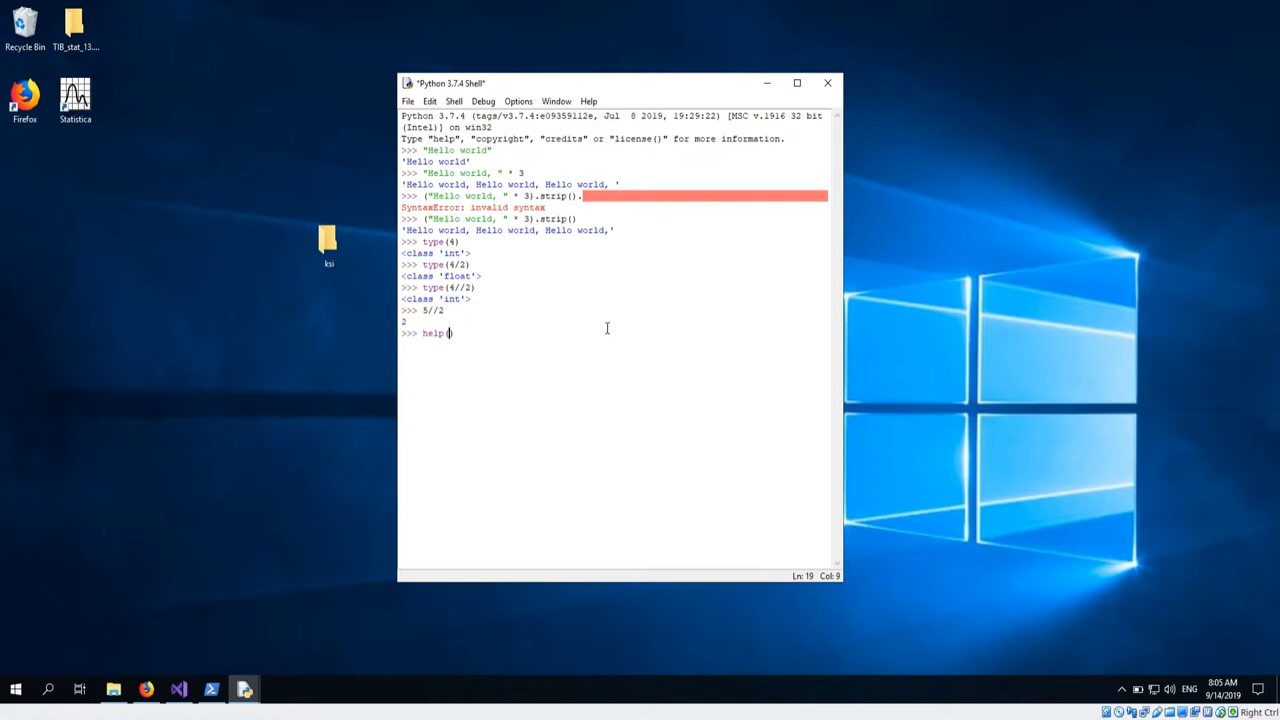 Recycle Bin
TIB_stat_13....
Firefox
Statistica
ksi
*Python 3.7.4 Shell*
File Edit Shell Debug Options Window Help
Python 3.7.4 (tags/v3.7.4:e09359112e, Jul  8 2019, 19:29:22) [MSC v.1916 32 bit
(Intel)] on win32
Type "help", "copyright", "credits" or "license()" for more information.
>>> "Hello world"
'Hello world'
>>> "Hello world, " * 3
'Hello world, Hello world, Hello world, '
>>> ("Hello world, " * 3).strip().
SyntaxError: invalid syntax
>>> ("Hello world, " * 3).strip()
'Hello world, Hello world, Hello world,'
>>> type(4)
<class 'int'>
>>> type(4/2)
<class 'float'>
>>> type(4//2)
<class 'int'>
>>> 5//2
2
>>> help()
Ln: 19 Col: 9
ENG
8:05 AM
9/14/2019
Right Ctrl